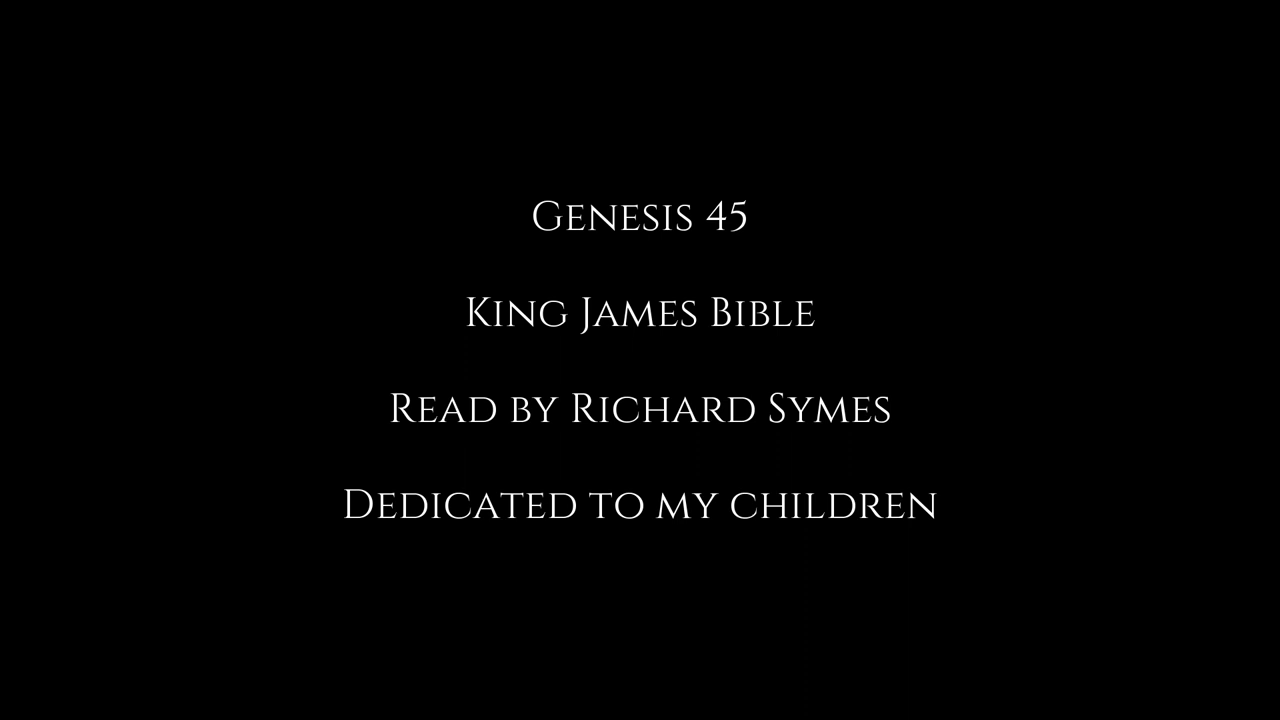 Genesis 45
King James Bible
Read by Richard Symes
Dedicated to my children